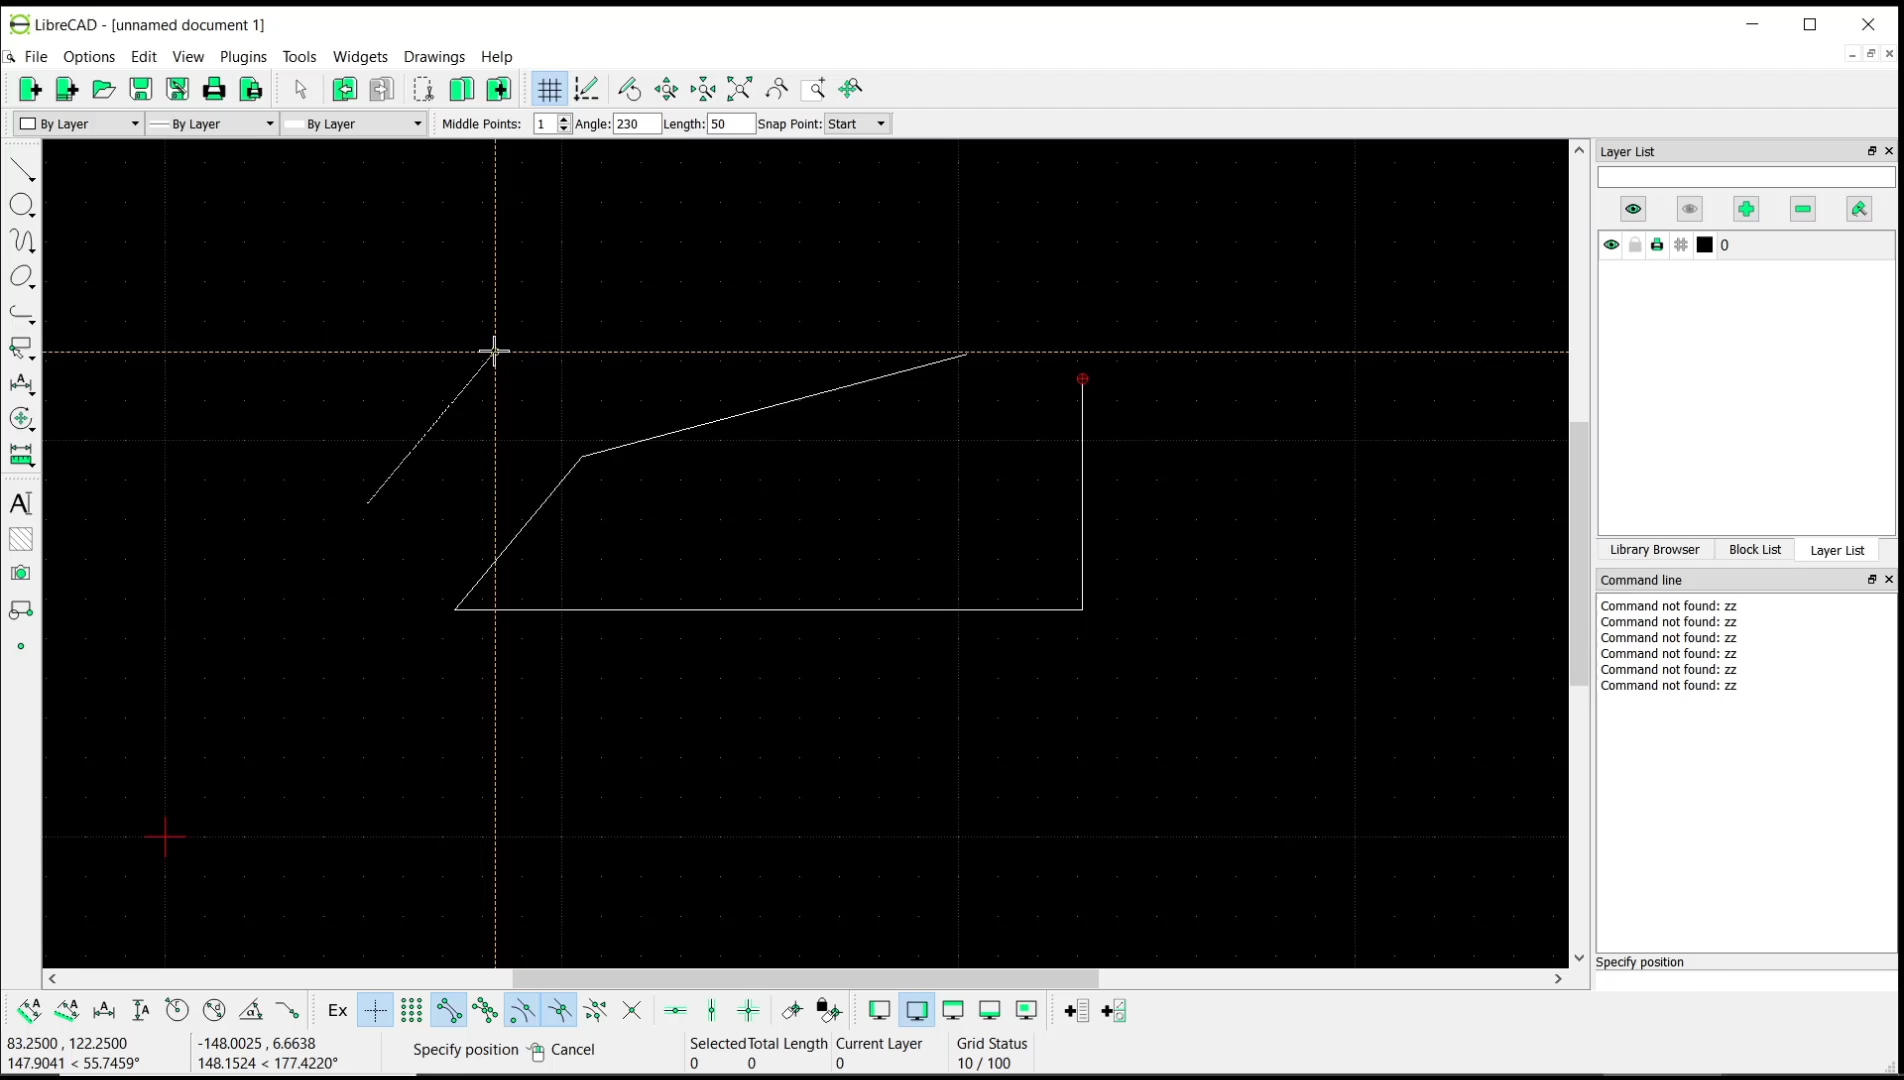 LibreCAD - [unnamed document 1]
File Options Edit View Plugins Tools Widgets Drawings Help
By Layer By Layer By Layer Middle Points: 1 Angle: 230 Length: 50 Snap Point: Start
Layer List
0
Library Browser Block List Layer List
Command line
Command not found: zz
Command not found: zz
Command not found: zz
Command not found: zz
Command not found: zz
Command not found: zz
Specify position
Ex
83.2500 , 122.2500
147.9041 < 55.7459°
-148.0025 , 6.6638
148.1524 < 177.4220°
Specify position Cancel
Selected Total Length
0 0
Current Layer
0
Grid Status
10 / 100